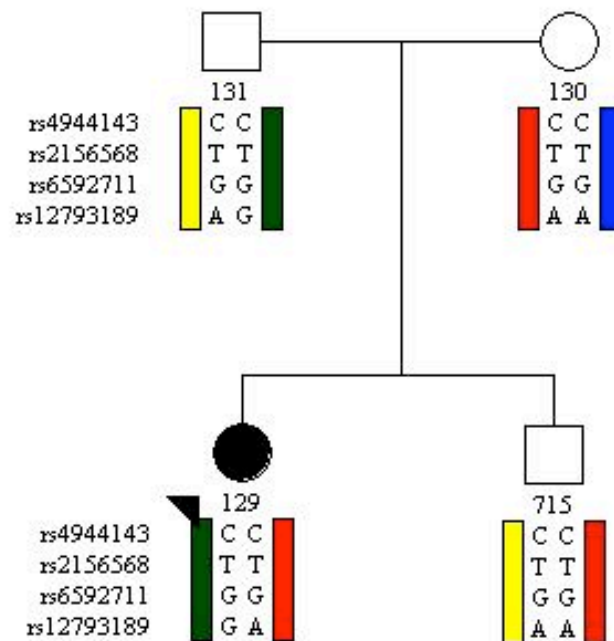 131 130
rs4944143 C C C C
rs2156568 T T T T
rs6592711 G G G G
rs12793189 A G A A
129 715
rs4944143 C C C C
rs2156568 T T T T
rs6592711 G G G G
rs12793189 G A A A